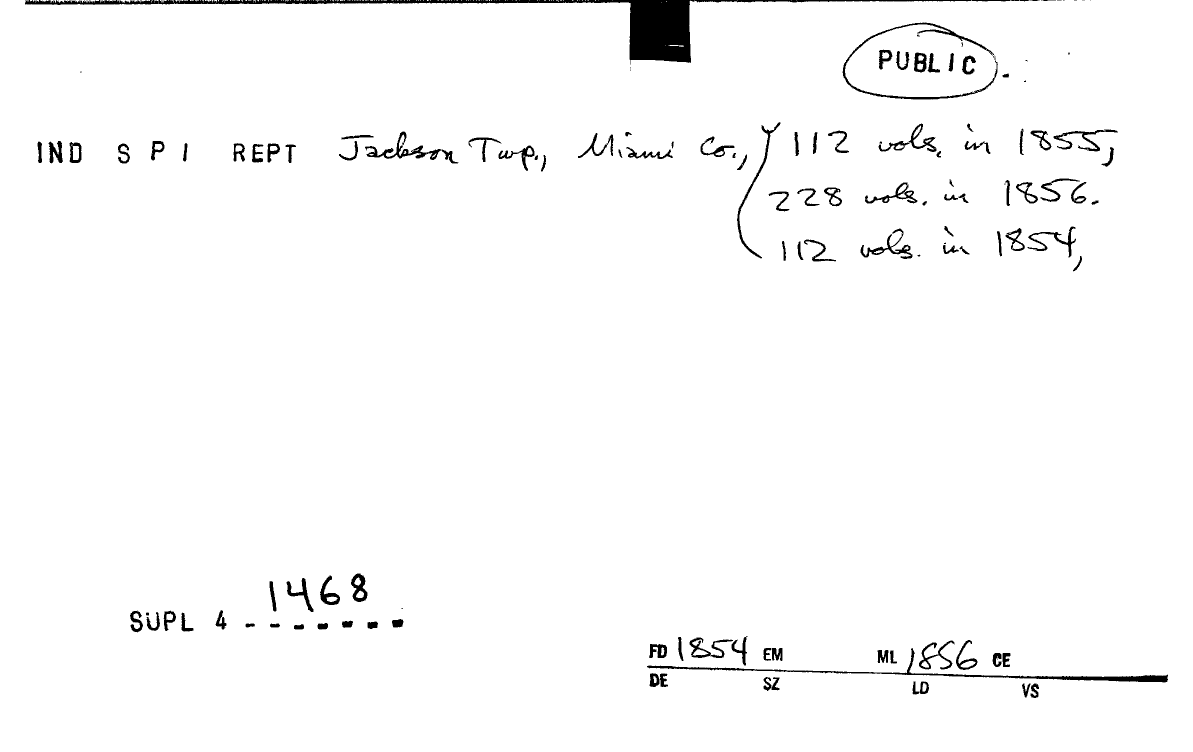 PUBLIC.
IND S P I REPT Jackson Twp., Miami Co., 112 vols. in 1855,
228 vols. in 1856.
112 vols. in 1854,
1468
SUPL 4 - - - - - - -
FD 1854 EM ML 1856 CE
DE SZ LD VS